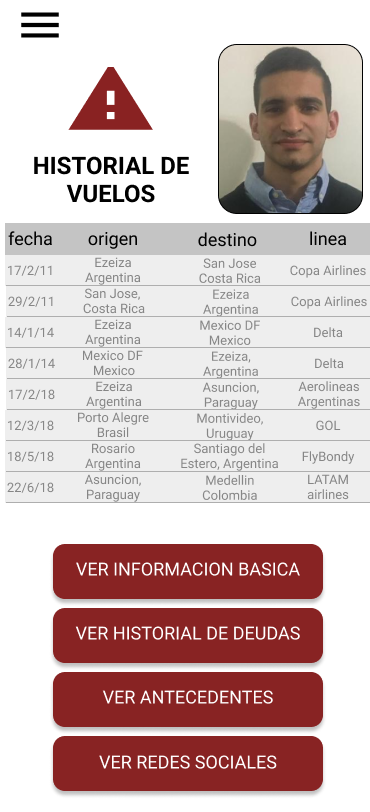 HISTORIAL DE
VUELOS
fecha origen destino linea
17/2/11 Ezeiza Argentina San Jose Costa Rica Copa Airlines
29/2/11 San Jose, Costa Rica Ezeiza Argentina Copa Airlines
14/1/14 Ezeiza Argentina Mexico DF Mexico Delta
28/1/14 Mexico DF Mexico Ezeiza, Argentina Delta
17/2/18 Ezeiza Argentina Asuncion, Paraguay Aerolineas Argentinas
12/3/18 Porto Alegre Brasil Montivideo, Uruguay GOL
18/5/18 Rosario Argentina Santiago del Estero, Argentina FlyBondy
22/6/18 Asuncion, Paraguay Medellin Colombia LATAM airlines
VER INFORMACION BASICA
VER HISTORIAL DE DEUDAS
VER ANTECEDENTES
VER REDES SOCIALES